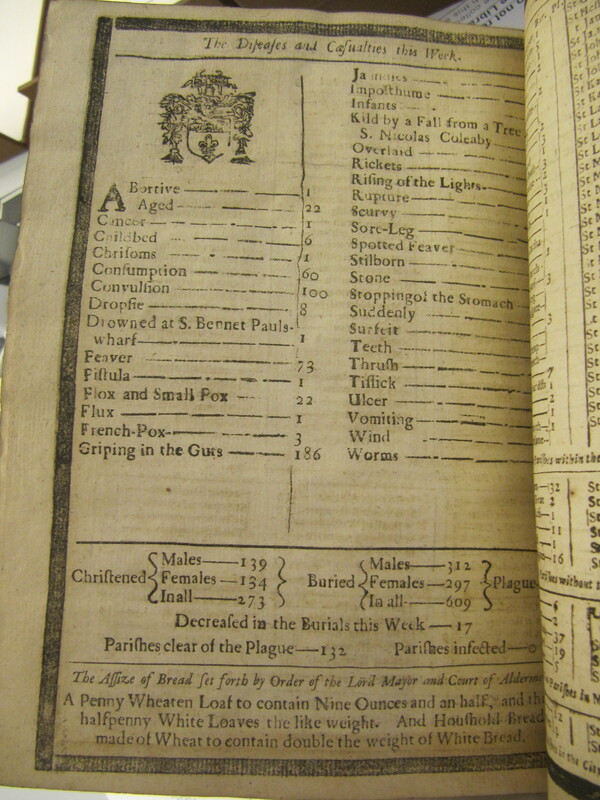 The Diseases and Casualties this Week.
ABortive 1
Aged 22
Cancer 1
Childbed 6
Chrisoms 1
Consumption 60
Convulsion 100
Dropsie 8
Drowned at S. Bennet Pauls-
wharf 1
Feaver 73
Fistula 1
Flox and Small Pox 22
Flux 1
French-Pox 3
Griping in the Guts 186
Imposthume
Infants
Kild by a Fall from a Tree
S. Nicolas Coleaby
Overlaid
Rickets
Rising of the Lights
Rupture
Scurvy
Sore-Leg
Spotted Feaver
Stilborn
Stone
Stopping of the Stomach
Suddenly
Surfeit
Teeth
Thrush
Tissick
Ulcer
Vomiting
Wind
Worms
Christened { Males 139 Females 134 In all 273 }
Buried { Males 312 Females 297 In all 609 } Plague
Decreased in the Burials this Week 17
Parishes clear of the Plague 132 Parishes infected 0
The Assize of Bread set forth by Order of the Lord Mayor and Court of
A Penny Wheaten Loaf to contain Nine Ounces and an half, and
halfpenny White Loaves the like weight. And Houshold Bread
made of Wheat to contain double the weight of White Bread.